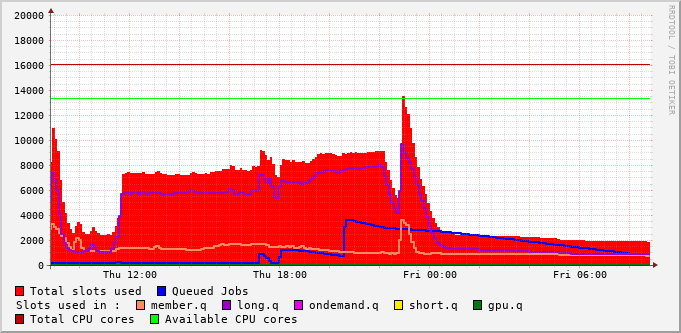 RRDTOOL / TOBI OETIKER
20000
18000
16000
14000
12000
10000
8000
6000
4000
2000
0
Thu 12:00 Thu 18:00 Fri 00:00 Fri 06:00
Total slots used Queued Jobs
Slots used in : member.q long.q ondemand.q short.q gpu.q
Total CPU cores Available CPU cores